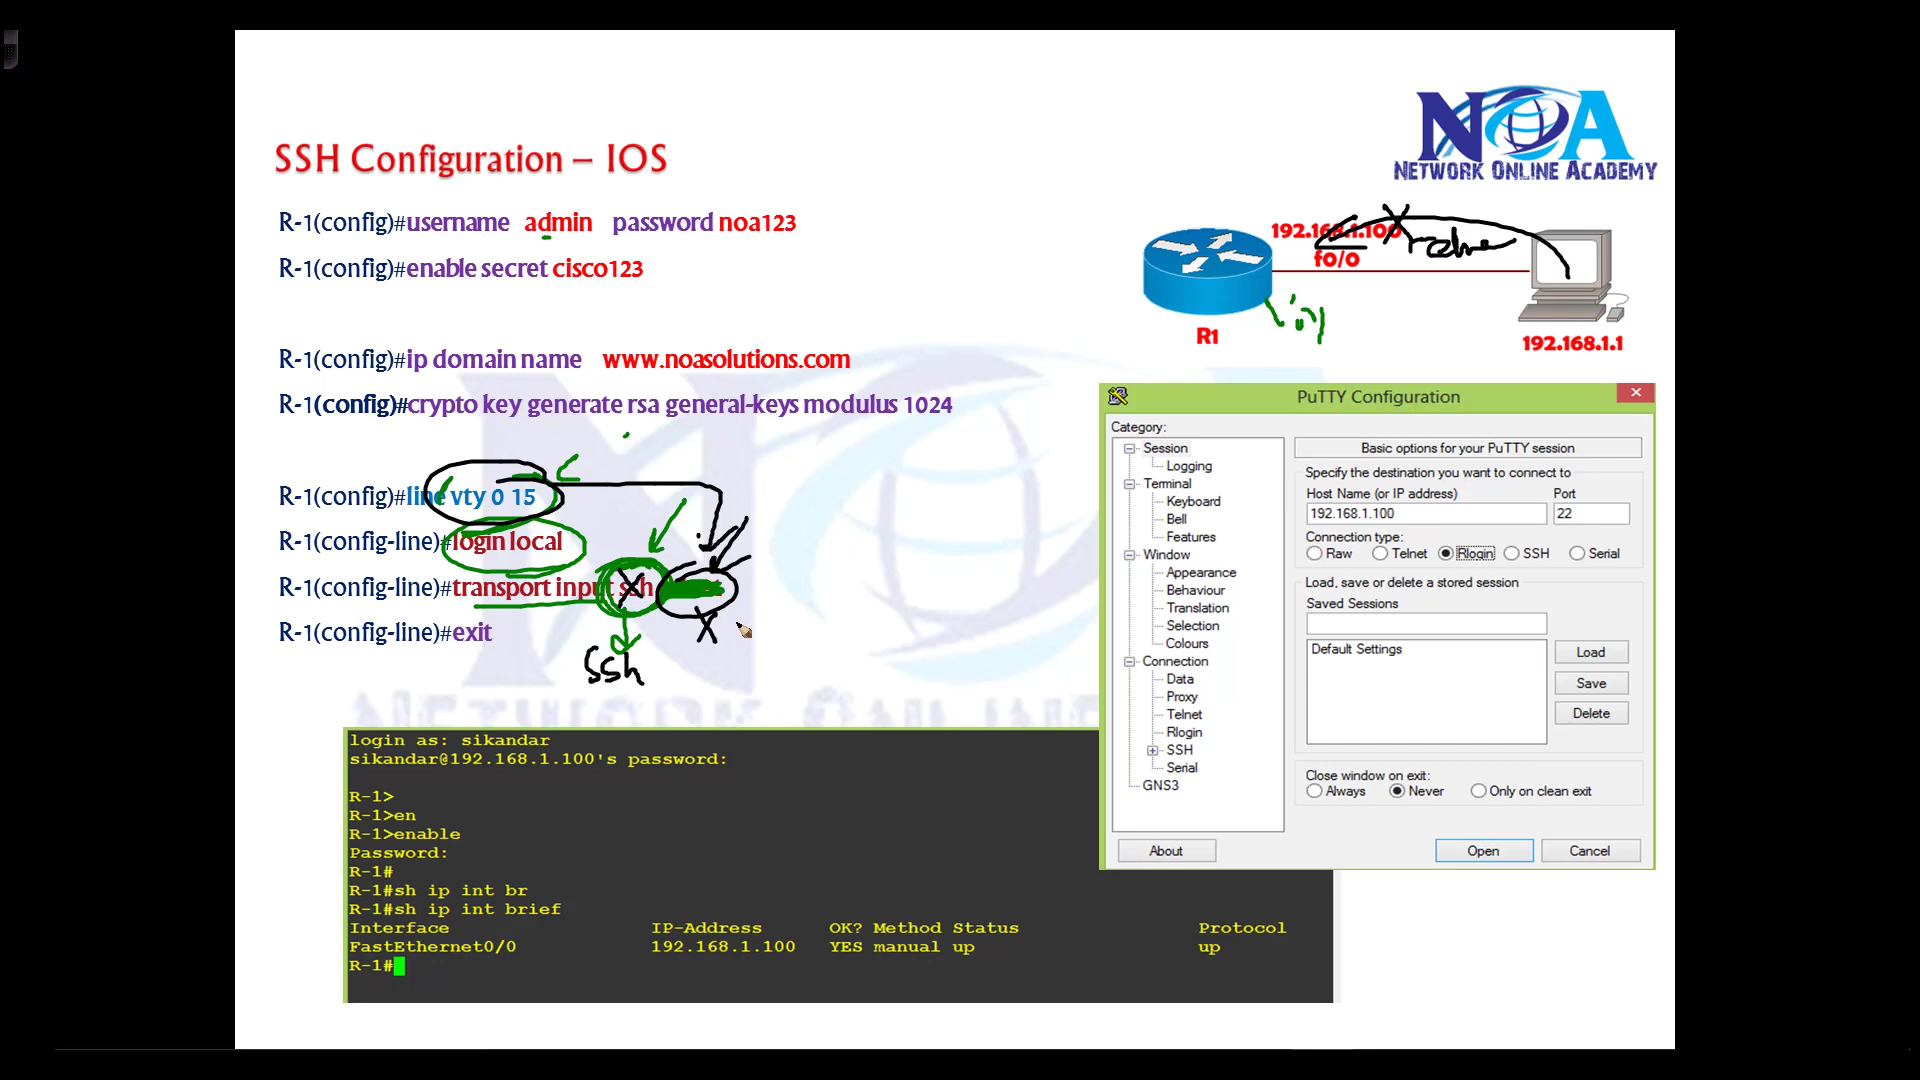 NOA
NETWORK ONLINE ACADEMY
SSH Configuration – IOS
R-1(config)#username admin password noa123
R-1(config)#enable secret cisco123
R-1(config)#ip domain name www.noasolutions.com
R-1(config)#crypto key generate rsa general-keys modulus 1024
R-1(config)#line vty 0 15
R-1(config-line)#login local
R-1(config-line)#transport input ssh
R-1(config-line)#exit
ssh
192.168.1.100
f0/0
R1
192.168.1.1
PuTTY Configuration
Category:
Session
Logging
Terminal
Keyboard
Bell
Features
Window
Appearance
Behaviour
Translation
Selection
Colours
Connection
Data
Proxy
Telnet
Rlogin
SSH
Serial
GNS3
Basic options for your PuTTY session
Specify the destination you want to connect to
Host Name (or IP address) Port
192.168.1.100 22
Connection type:
Raw Telnet Rlogin SSH Serial
Load, save or delete a stored session
Saved Sessions
Default Settings
Load
Save
Delete
Close window on exit:
Always Never Only on clean exit
About Open Cancel
login as: sikandar
sikandar@192.168.1.100's password:
R-1>
R-1>en
R-1>enable
Password:
R-1#
R-1#sh ip int br
R-1#sh ip int brief
Interface IP-Address OK? Method Status Protocol
FastEthernet0/0 192.168.1.100 YES manual up up
R-1#